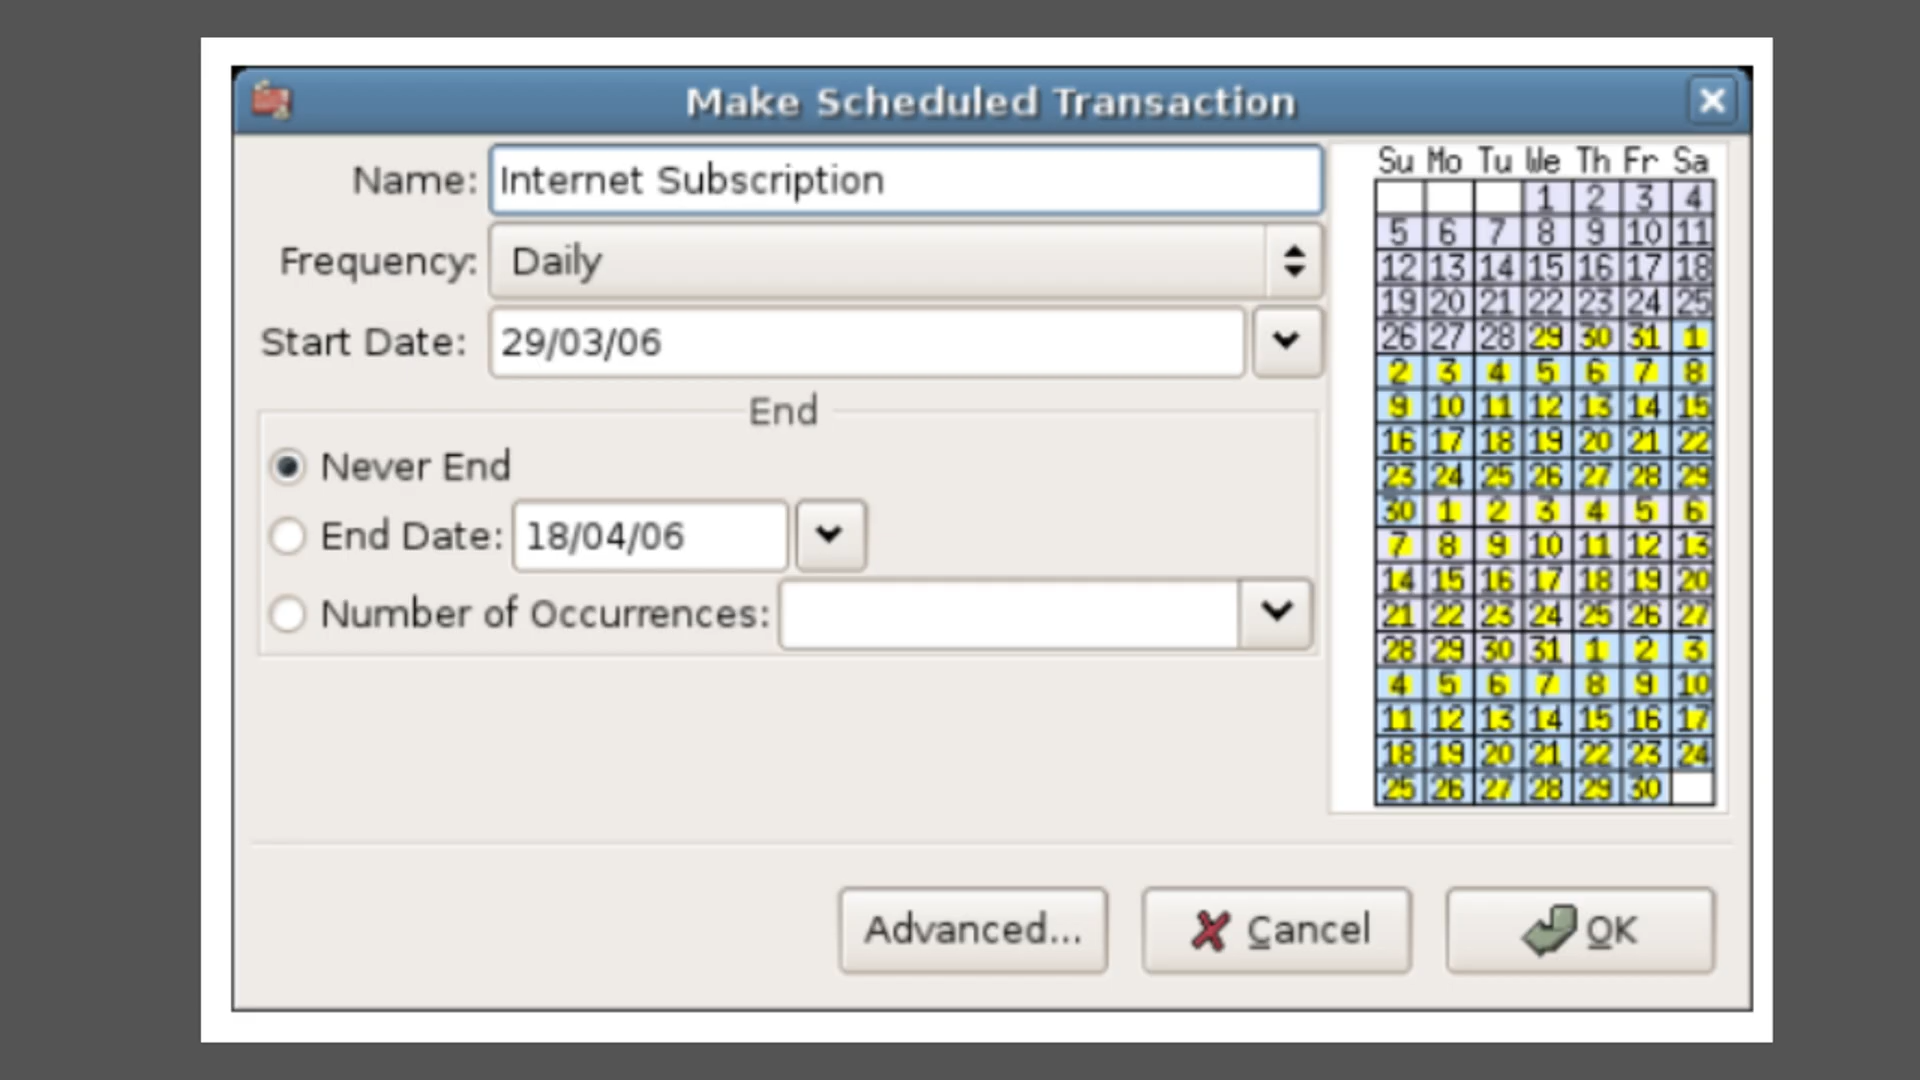 Make Scheduled Transaction
Name: Internet Subscription
Frequency: Daily
Start Date: 29/03/06
End
Never End
End Date: 18/04/06
Number of Occurrences:
Su Mo Tu We Th Fr Sa
1 2 3 4
5 6 7 8 9 10 11
12 13 14 15 16 17 18
19 20 21 22 23 24 25
26 27 28 29 30 31 1
2 3 4 5 6 7 8
9 10 11 12 13 14 15
16 17 18 19 20 21 22
23 24 25 26 27 28 29
30 1 2 3 4 5 6
7 8 9 10 11 12 13
14 15 16 17 18 19 20
21 22 23 24 25 26 27
28 29 30 31 1 2 3
4 5 6 7 8 9 10
11 12 13 14 15 16 17
18 19 20 21 22 23 24
25 26 27 28 29 30
Advanced... Cancel OK